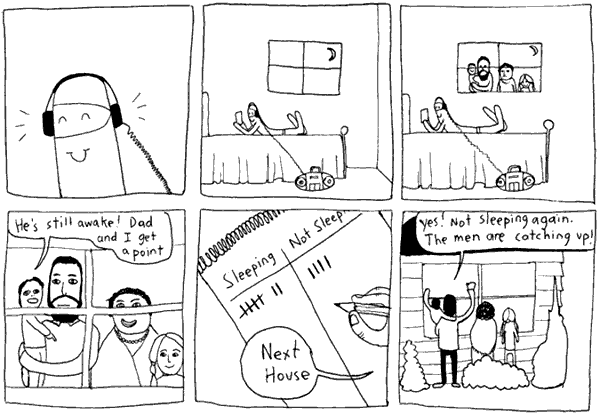 He's still awake! Dad
and I get
a point
Sleeping
Not Sleep
Next
House
Yes! Not sleeping again.
The men are catching up!